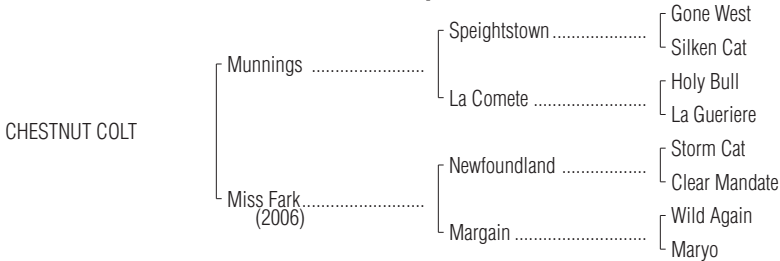 Gone West
Speightstown
Silken Cat
Munnings
Holy Bull
La Comete
La Gueriere
CHESTNUT COLT
Storm Cat
Newfoundland
Clear Mandate
Miss Fark
(2006)
Wild Again
Margain
Maryo